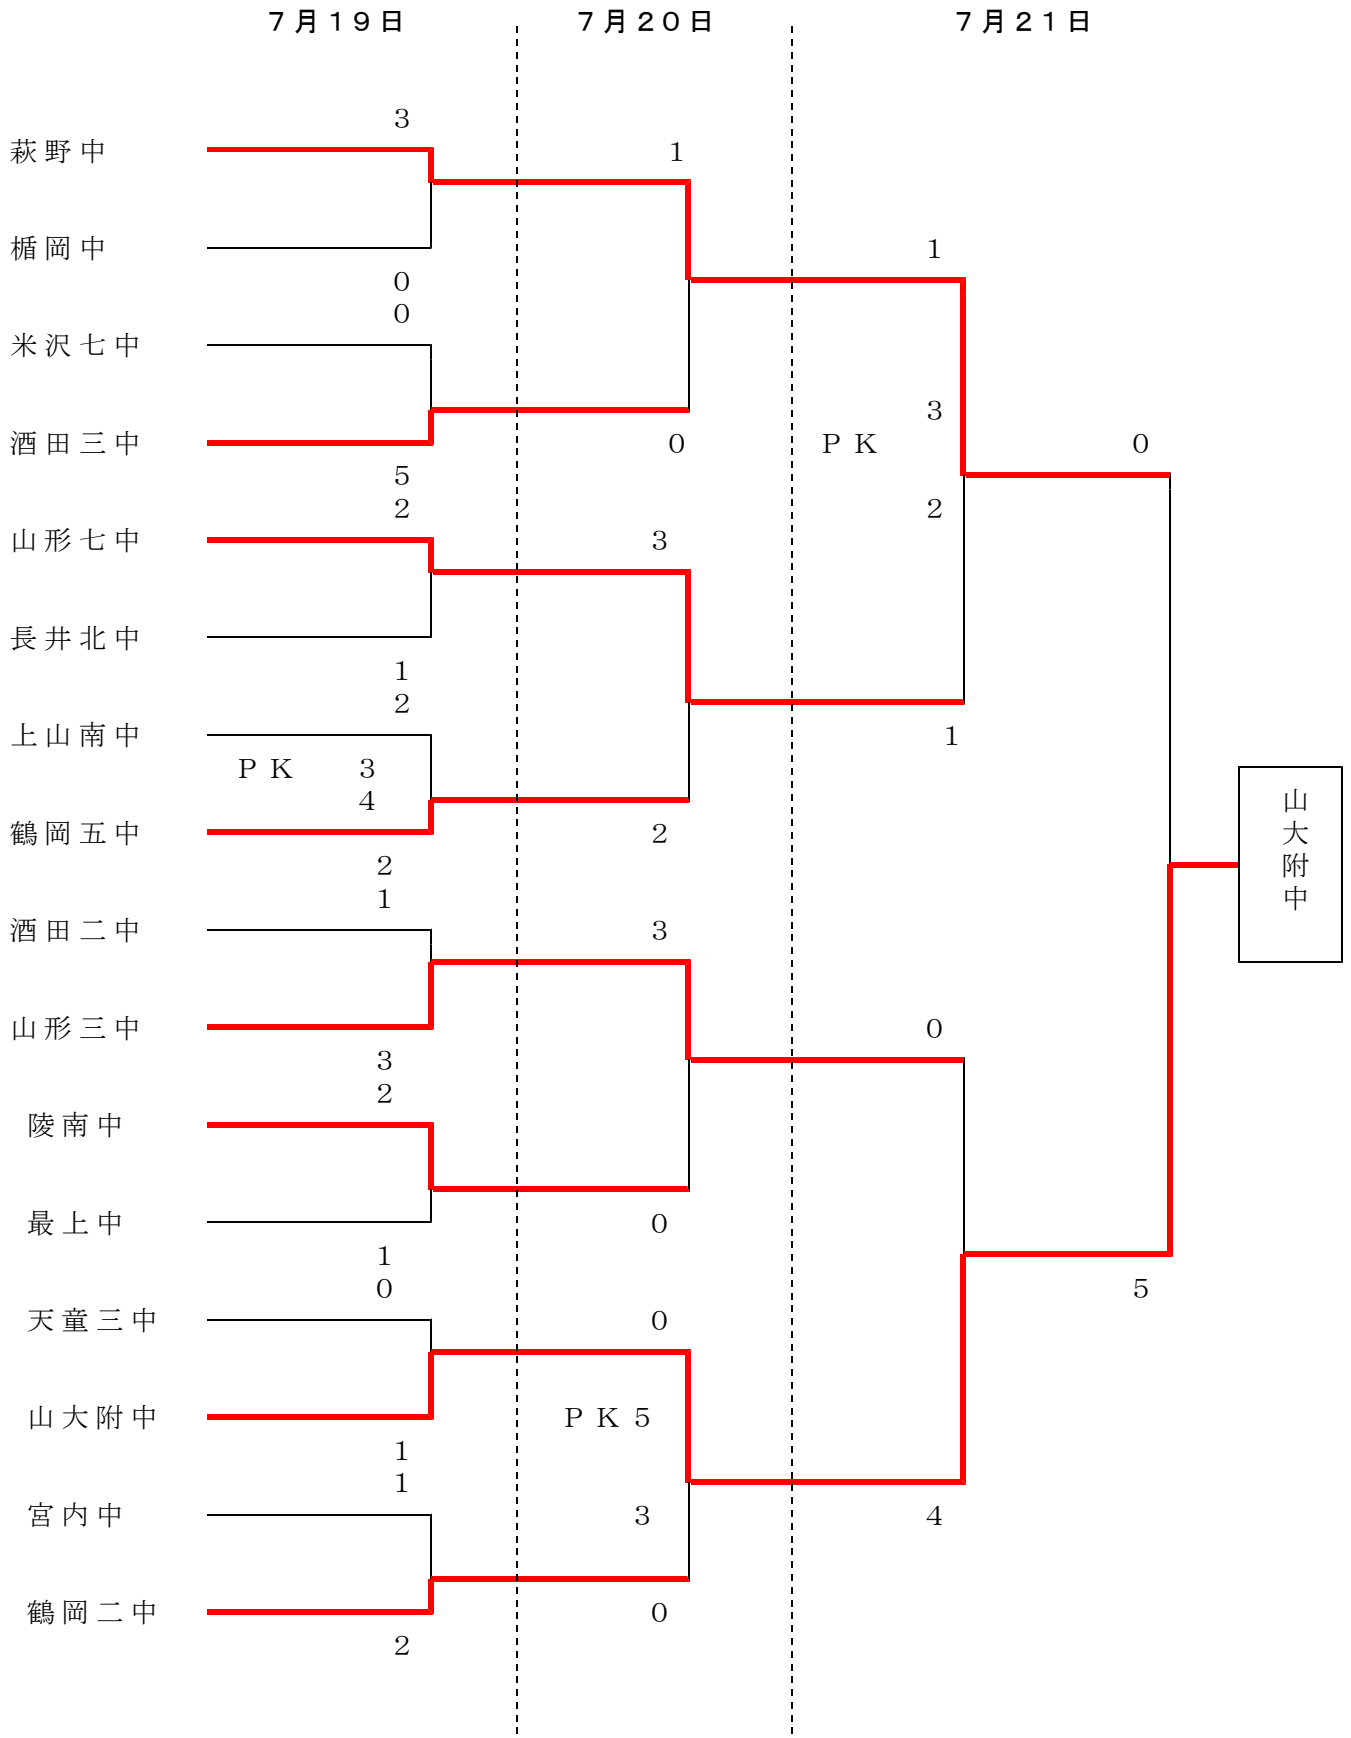 ７月１９日　７月２０日　７月２１日
３
萩野中　１
楯岡中　１
０
０
米沢七中
３
酒田三中　０　ＰＫ　０
５
２　２
山形七中　３
長井北中
１
２
上山南中　１
ＰＫ　３
山大附中
４
鶴岡五中　２
２
１
酒田二中　３
山形三中　０
３
２
陵南中
最上中　０
１
０　５
天童三中　０
山大附中　ＰＫ５
１
１
宮内中　３　４
鶴岡二中　０
２